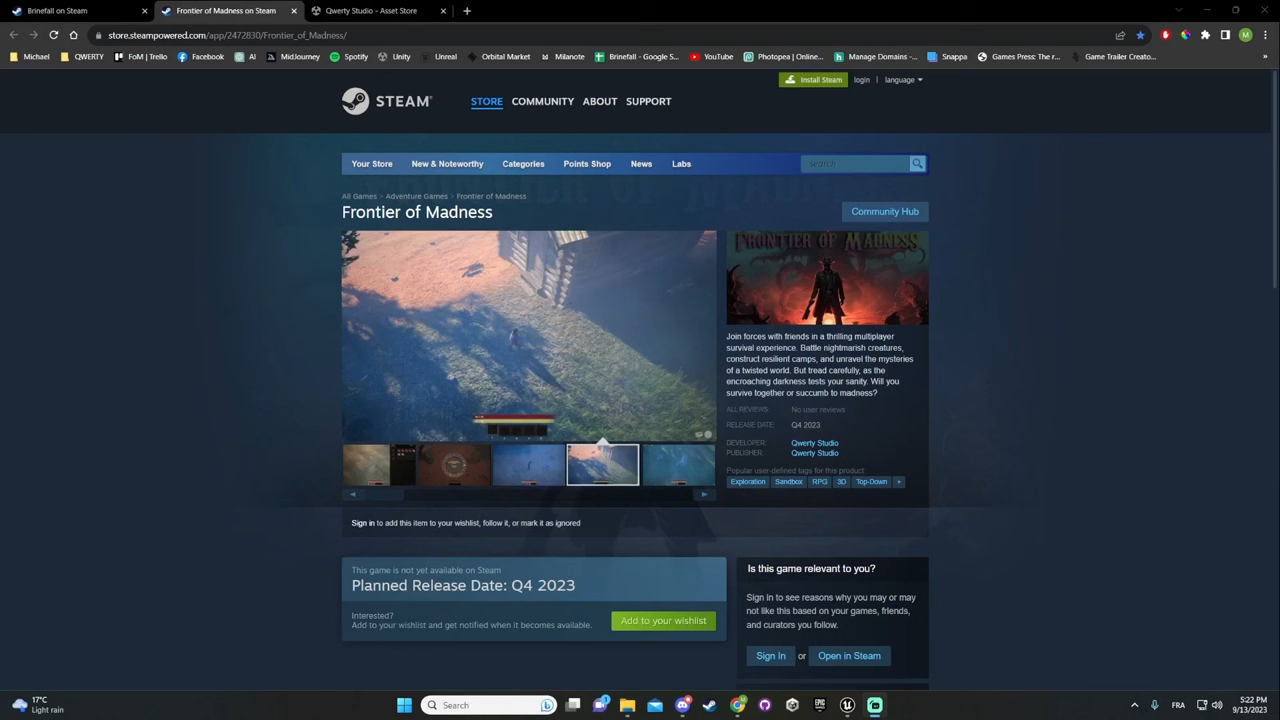 Brinefall on Steam
Frontier of Madness on Steam
Qwerty Studio - Asset Store
store.steampowered.com/app/2472830/Frontier_of_Madness/
Michael QWERTY FoM | Trello Facebook AI MidJourney Spotify Unity Unreal Orbital Market Milanote Brinefall - Google S... YouTube Photopea | Online... Manage Domains -... Snappa Games Press: The r... Game Trailer Creato... »
Install Steam login | language
STEAM®
STORE COMMUNITY ABOUT SUPPORT
Your Store New & Noteworthy Categories Points Shop News Labs search
All Games > Adventure Games > Frontier of Madness
Frontier of Madness
Community Hub
FRONTIER OF MADNESS
Join forces with friends in a thrilling multiplayer
survival experience. Battle nightmarish creatures,
construct resilient camps, and unravel the mysteries
of a twisted world. But tread carefully, as the
encroaching darkness tests your sanity. Will you
survive together or succumb to madness?
ALL REVIEWS: No user reviews
RELEASE DATE: Q4 2023
DEVELOPER: Qwerty Studio
PUBLISHER: Qwerty Studio
Popular user-defined tags for this product:
Exploration Sandbox RPG 3D Top-Down +
Sign in to add this item to your wishlist, follow it, or mark it as ignored
This game is not yet available on Steam
Planned Release Date: Q4 2023
Interested?
Add to your wishlist and get notified when it becomes available.
Add to your wishlist
Is this game relevant to you?
Sign in to see reasons why you may or may
not like this based on your games, friends,
and curators you follow.
Sign In or Open in Steam
17°C
Light rain
Search
FRA
5:22 PM
9/13/2023